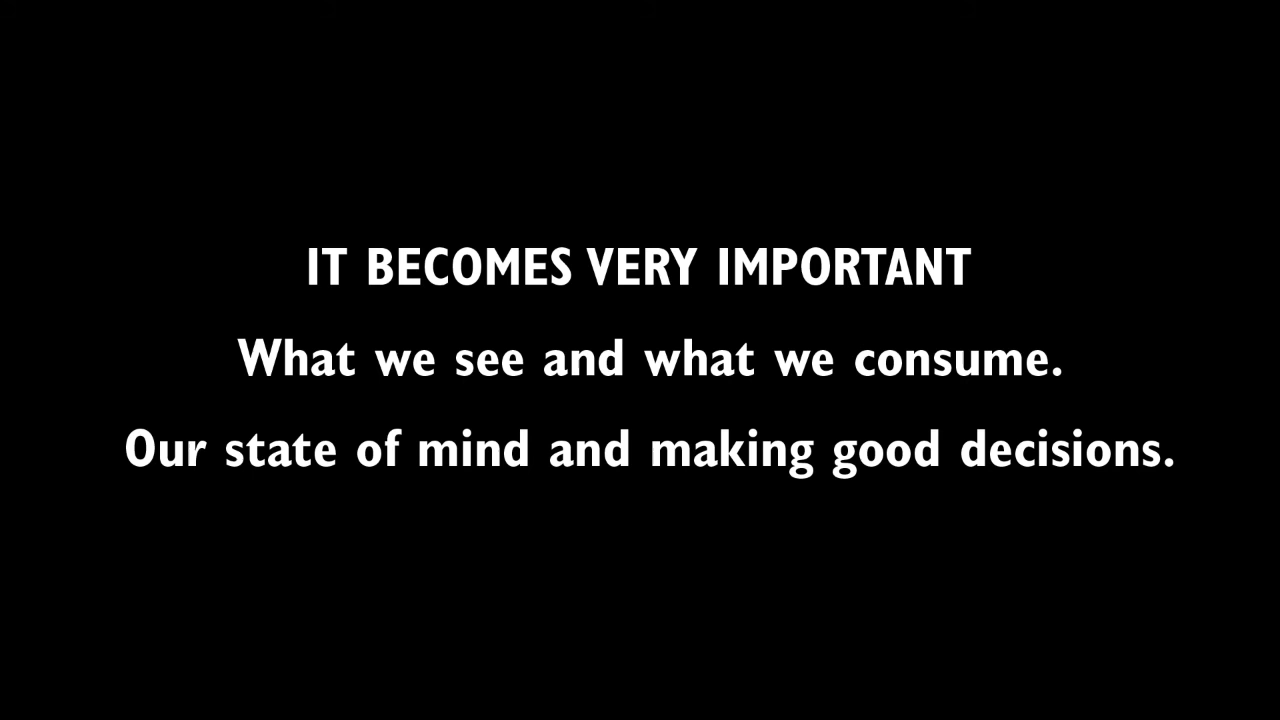 IT BECOMES VERY IMPORTANT
What we see and what we consume.
Our state of mind and making good decisions.